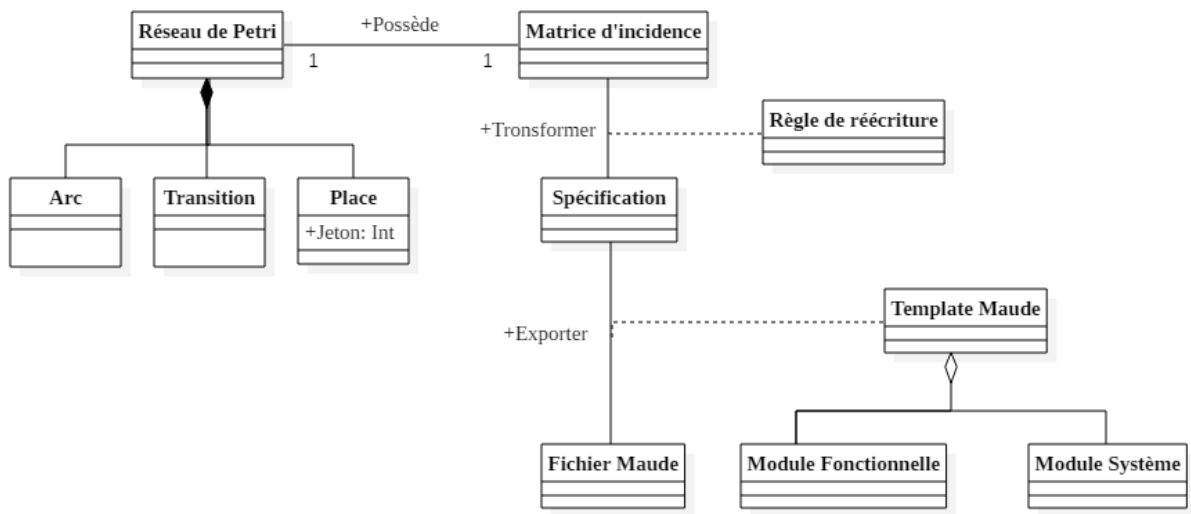 Réseau de Petri
+Possède
Matrice d'incidence
1
1
+Tronsformer
Règle de réécriture
Arc
Transition
Place
+Jeton: Int
Spécification
Template Maude
+Exporter
Fichier Maude
Module Fonctionnelle
Module Système